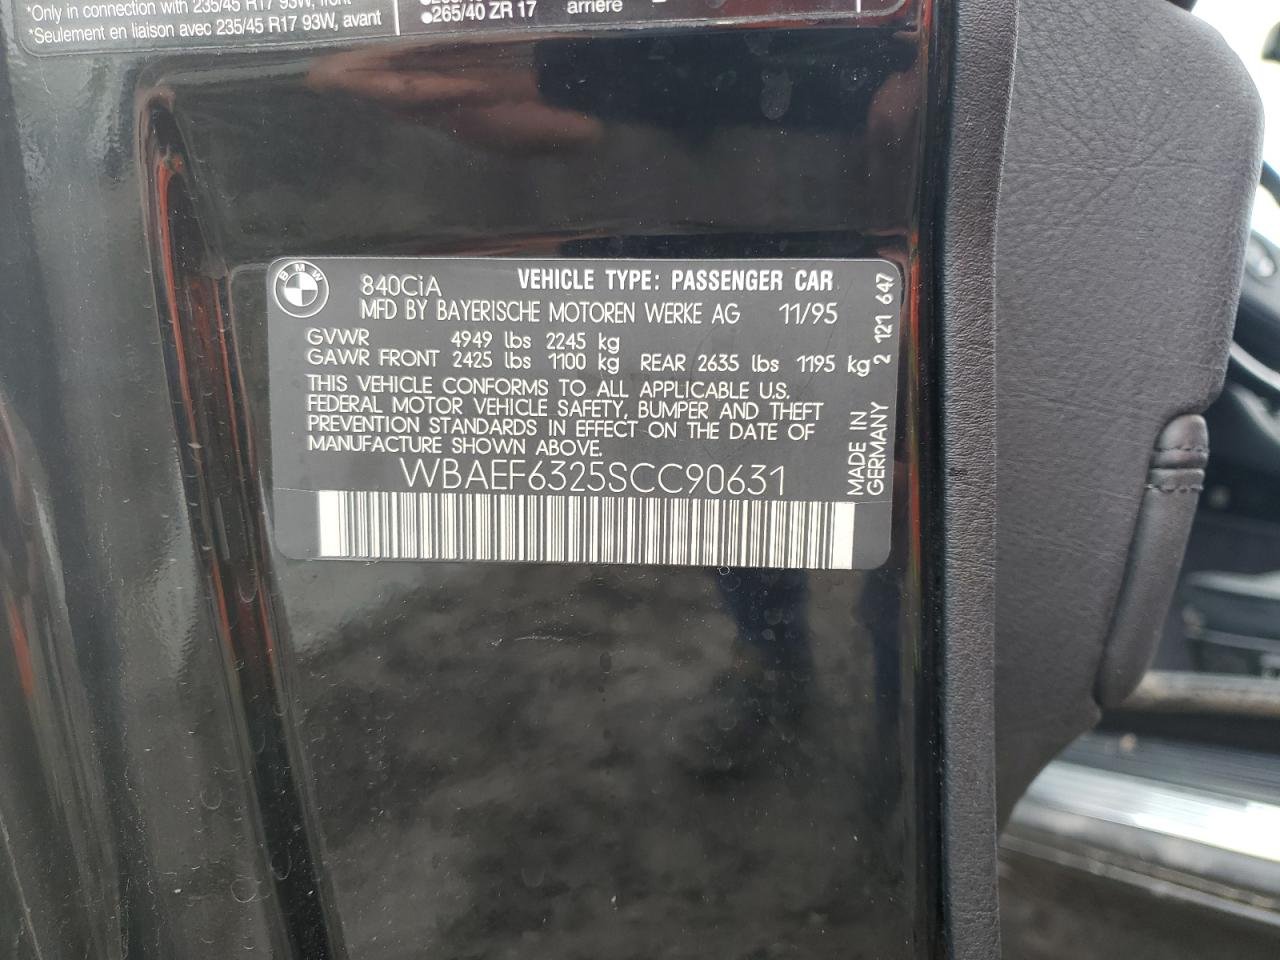 *Only in connection with 235/45 R17 93W, front
*Seulement en liaison avec 235/45 R17 93W, avant
●265/40 ZR 17
arrière
BMW
840CiA VEHICLE TYPE: PASSENGER CAR
MFD BY BAYERISCHE MOTOREN WERKE AG 11/95
GVWR 4949 lbs 2245 kg
GAWR FRONT 2425 lbs 1100 kg REAR 2635 lbs 1195 kg
THIS VEHICLE CONFORMS TO ALL APPLICABLE U.S.
FEDERAL MOTOR VEHICLE SAFETY, BUMPER AND THEFT
PREVENTION STANDARDS IN EFFECT ON THE DATE OF
MANUFACTURE SHOWN ABOVE.
WBAEF6325SCC90631
MADE IN
GERMANY
2 121 647